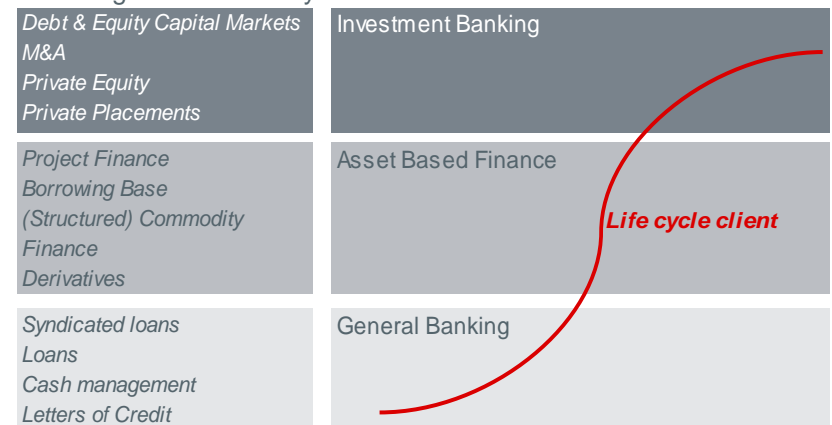 Debt & Equity Capital Markets
M&A
Private Equity
Private Placements
Investment Banking
Project Finance
Borrowing Base
(Structured) Commodity
Finance
Derivatives
Asset Based Finance
Life cycle client
Syndicated loans
Loans
Cash management
Letters of Credit
General Banking